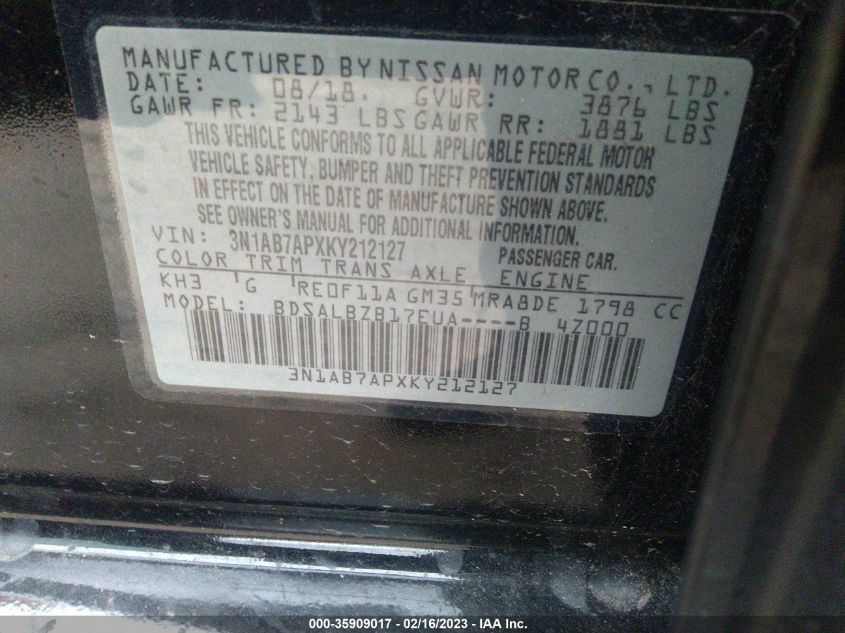 MANUFACTURED BY NISSAN MOTOR CO., LTD.
DATE: 08/18. GVWR: 3876 LBS
GAWR FR: 2143 LBS GAWR RR: 1881 LBS
THIS VEHICLE CONFORMS TO ALL APPLICABLE FEDERAL MOTOR
VEHICLE SAFETY, BUMPER AND THEFT PREVENTION STANDARDS
IN EFFECT ON THE DATE OF MANUFACTURE SHOWN ABOVE.
SEE OWNER'S MANUAL FOR ADDITIONAL INFORMATION.
VIN: 3N1AB7APXKY212127 PASSENGER CAR.
COLOR TRIM TRANS AXLE ENGINE
KH3 G RE0F11A GM35 MRA8DE 1798 CC
MODEL: BDSALBZB17EUA----B 4Z000
3N1AB7APXKY212127
000-35909017 - 02/16/2023 - IAA Inc.